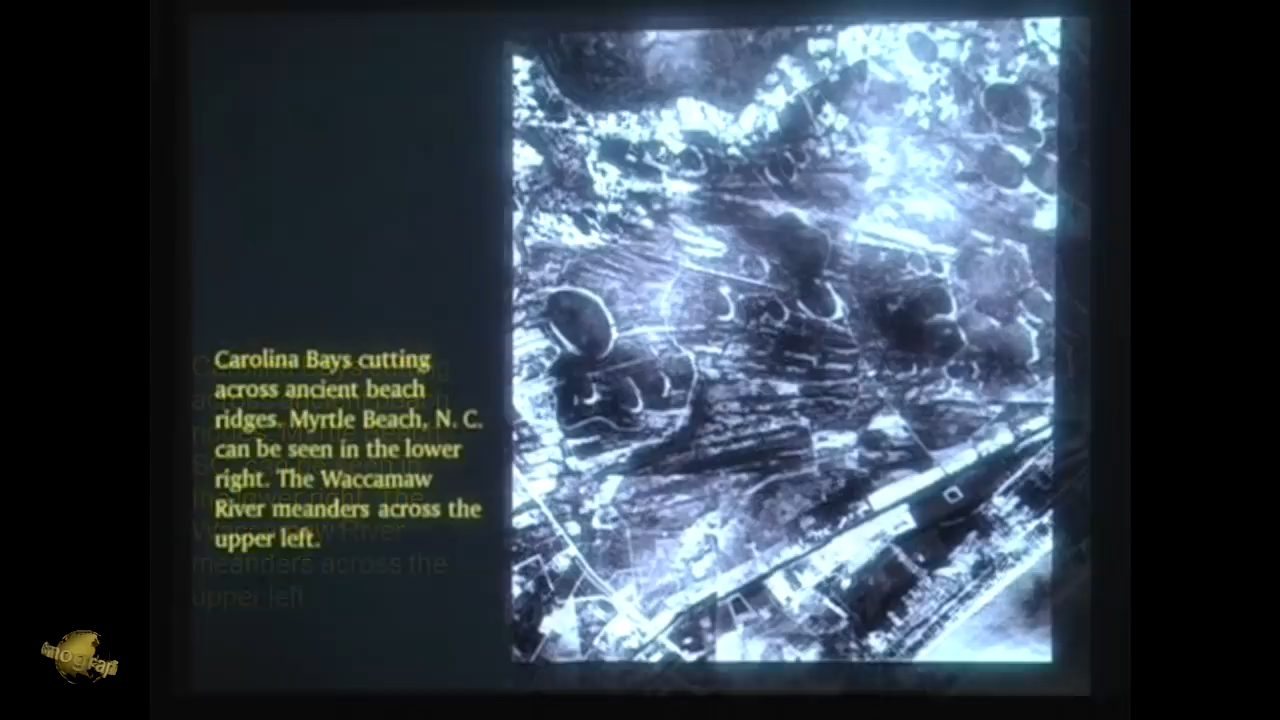 Carolina Bays cutting
across ancient beach
ridges. Myrtle Beach, N. C.
can be seen in the lower
right. The Waccamaw
River meanders across the
upper left.